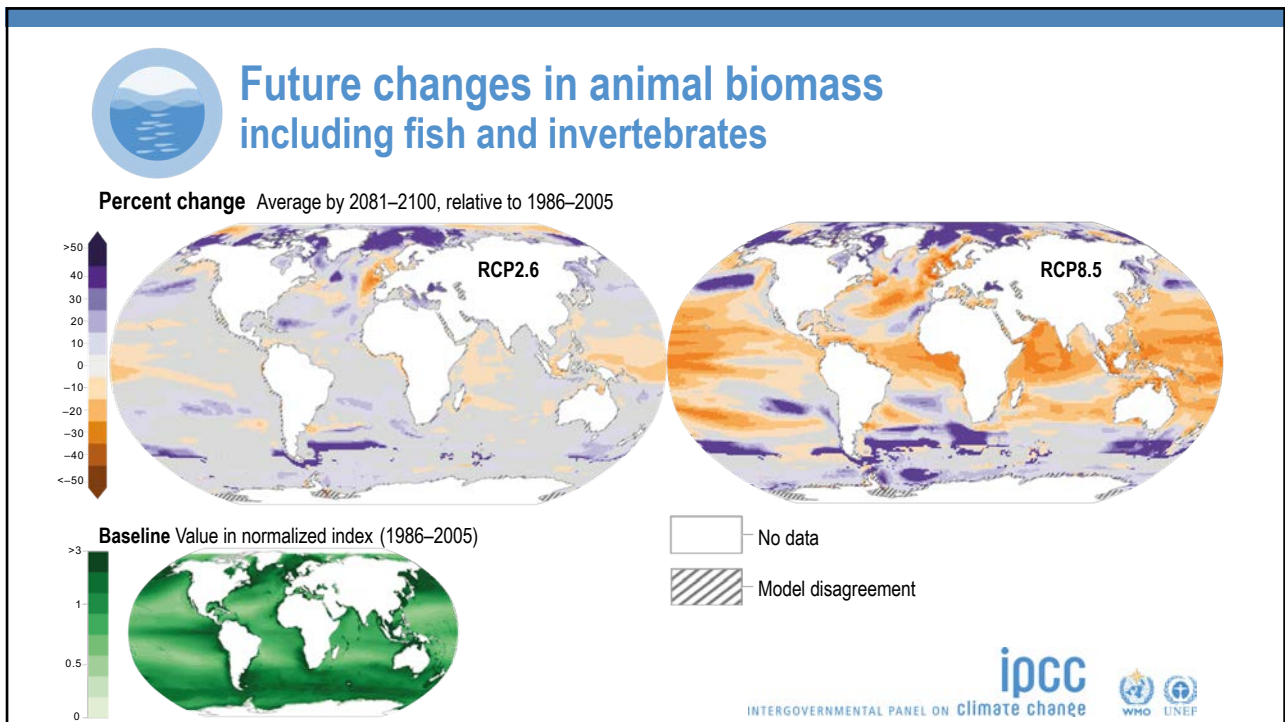 Future changes in animal biomass
including fish and invertebrates
Percent change Average by 2081–2100, relative to 1986–2005
>50
40
30
20
10
0
–10
–20
–30
–40
<–50
RCP2.6
RCP8.5
Baseline Value in normalized index (1986–2005)
>3
1
0.5
0
No data
Model disagreement
ipcc
INTERGOVERNMENTAL PANEL ON climate change
WMO
UNEP